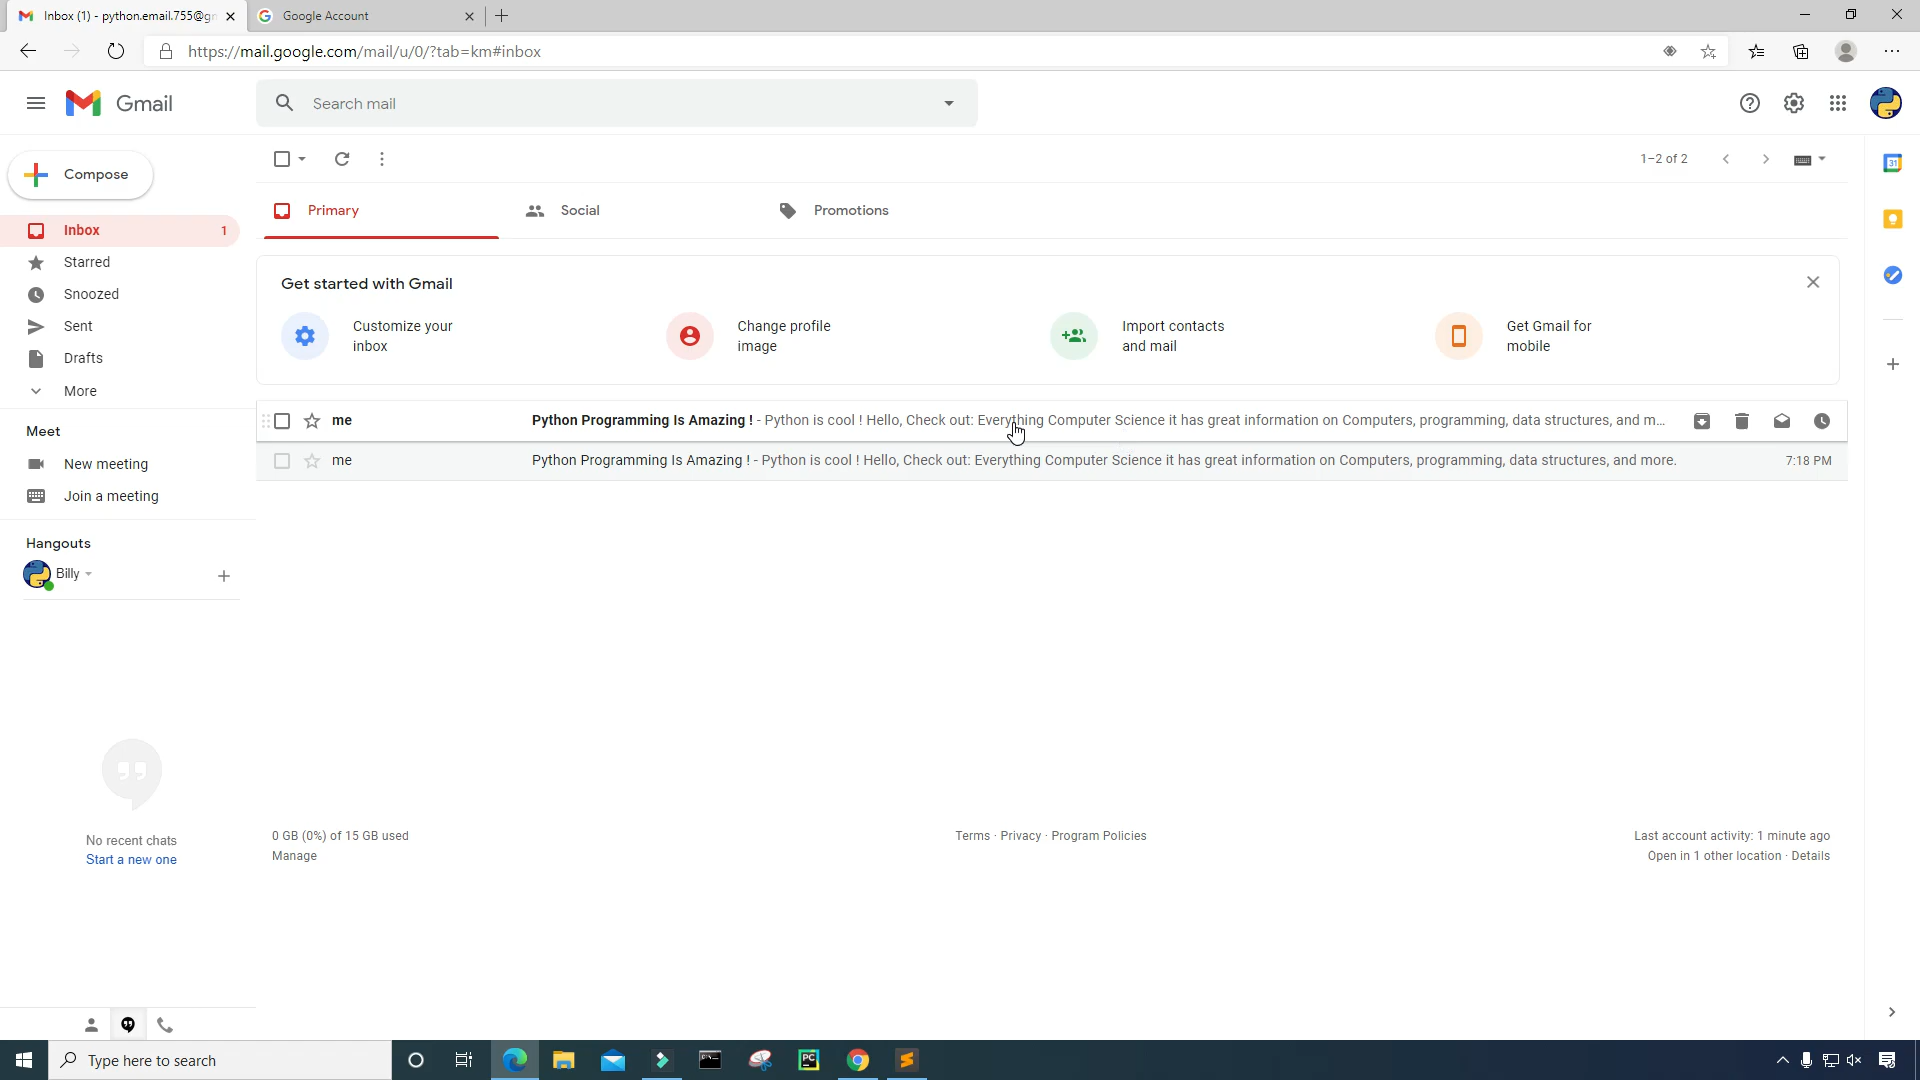 Inbox (1) - python.email.755@gr
Google Account
https://mail.google.com/mail/u/0/?tab=km#inbox
Gmail
Search mail
Compose
1–2 of 2
31
Primary
Social
Promotions
Inbox 1
Starred
Snoozed
Sent
Drafts
More
Get started with Gmail
Customize your
inbox
Change profile
image
Import contacts
and mail
Get Gmail for
mobile
me Python Programming Is Amazing ! - Python is cool ! Hello, Check out: Everything Computer Science it has great information on Computers, programming, data structures, and m...
me Python Programming Is Amazing ! - Python is cool ! Hello, Check out: Everything Computer Science it has great information on Computers, programming, data structures, and more. 7:18 PM
Meet
New meeting
Join a meeting
Hangouts
Billy
No recent chats
Start a new one
0 GB (0%) of 15 GB used
Manage
Terms · Privacy · Program Policies
Last account activity: 1 minute ago
Open in 1 other location · Details
Type here to search
PC